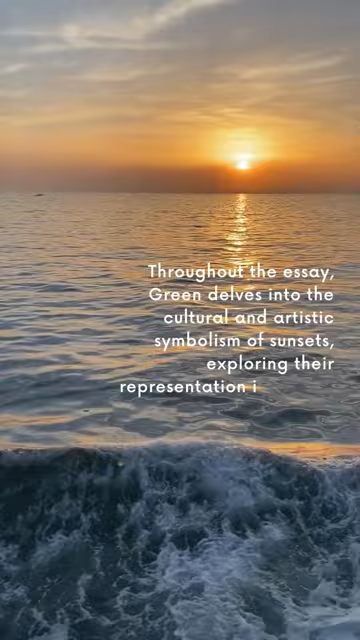 Throughout the essay,
Green delves into the
cultural and artistic
symbolism of sunsets,
exploring their
representation i